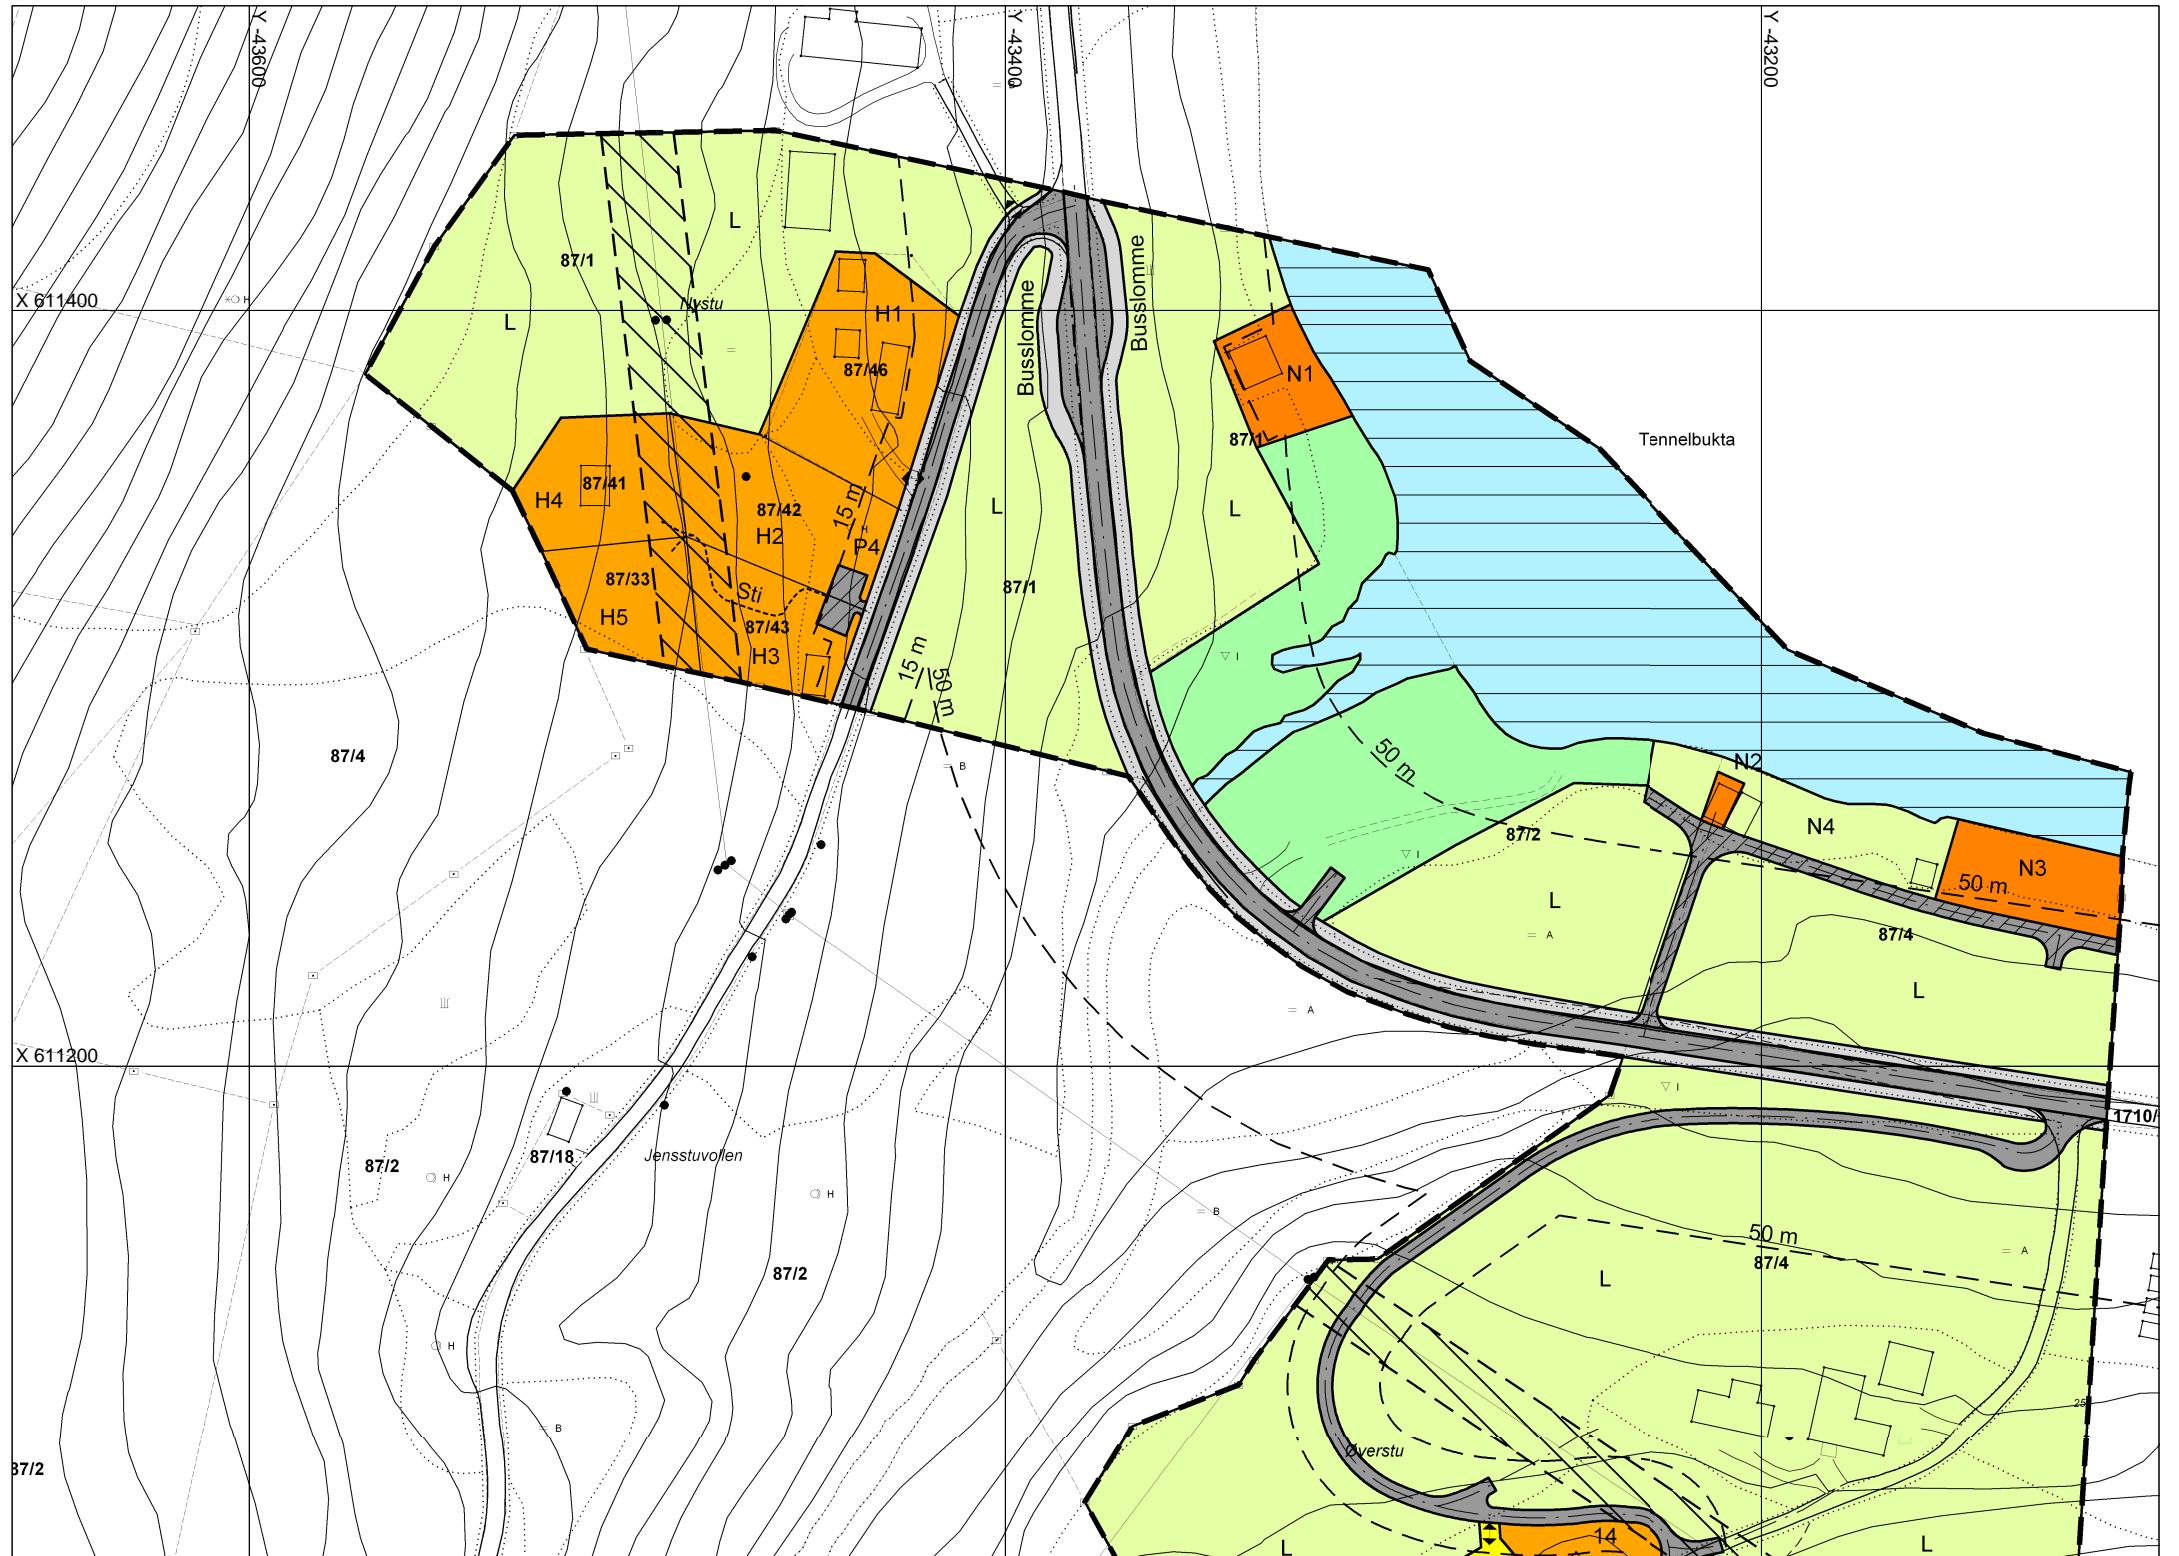 Y -43600
Y -43400
Y -43200
L
87/1
Busslomme
H
X 611400
Nystu
L
H1
Busslomme
87/46
N1
87/1
Tennelbukta
87/41
H4
87/42
15 m
L
L
H2
H
P4
87/33
Sti
87/1
H5
87/43
H3
15 m
50 m
I
87/4
B
50 m
N2
87/2
N4
I
N3
50 m
L
A
87/4
L
A
X 611200
I
1710/
87/18
Jensstuvollen
87/2
H
H
B
50 m
A
87/4
87/2
L
H
25
B
Øverstu
87/2
14
L
L